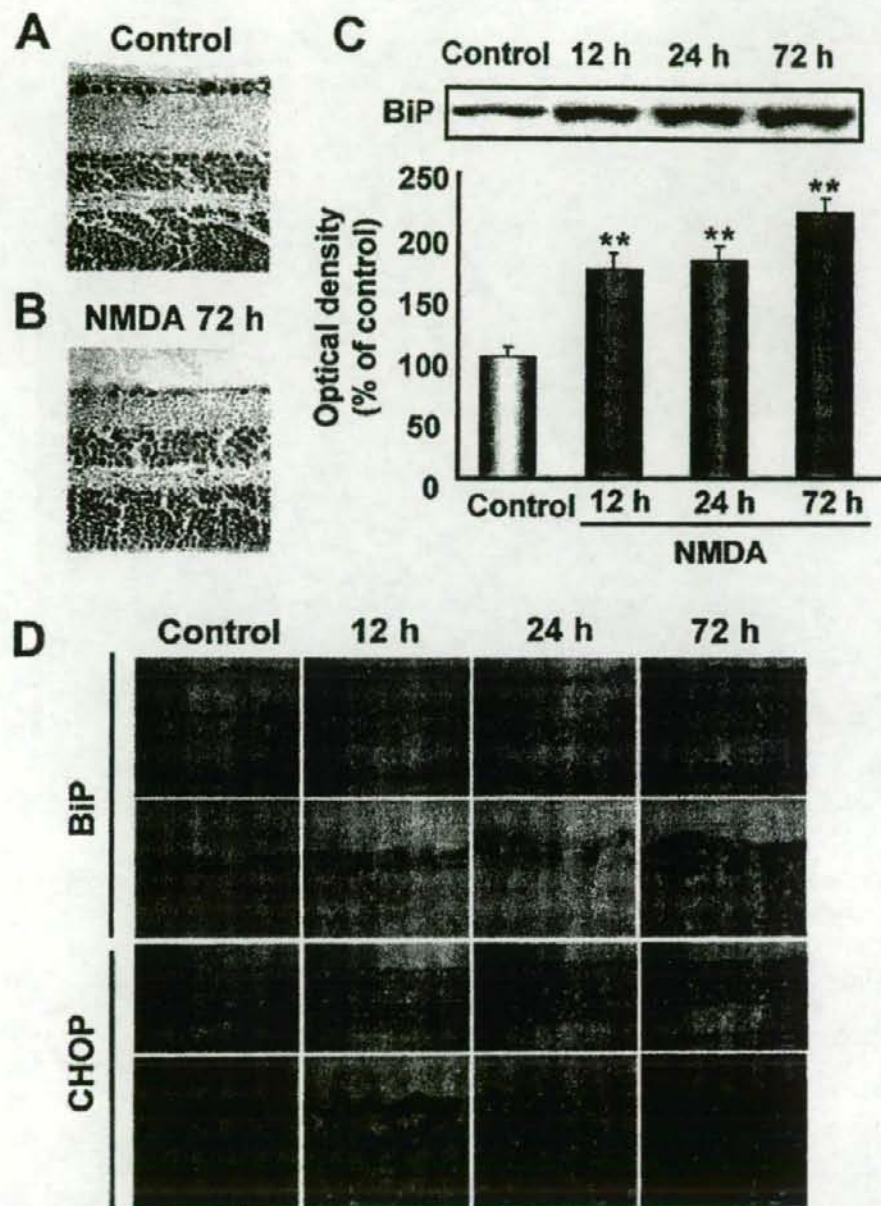 A
Control
B
NMDA 72 h
C
Control 12 h 24 h 72 h
BiP
Optical density
(% of control)
250
200
150
100
50
0
** ** **
Control 12 h 24 h 72 h
NMDA
D
Control 12 h 24 h 72 h
BiP
CHOP